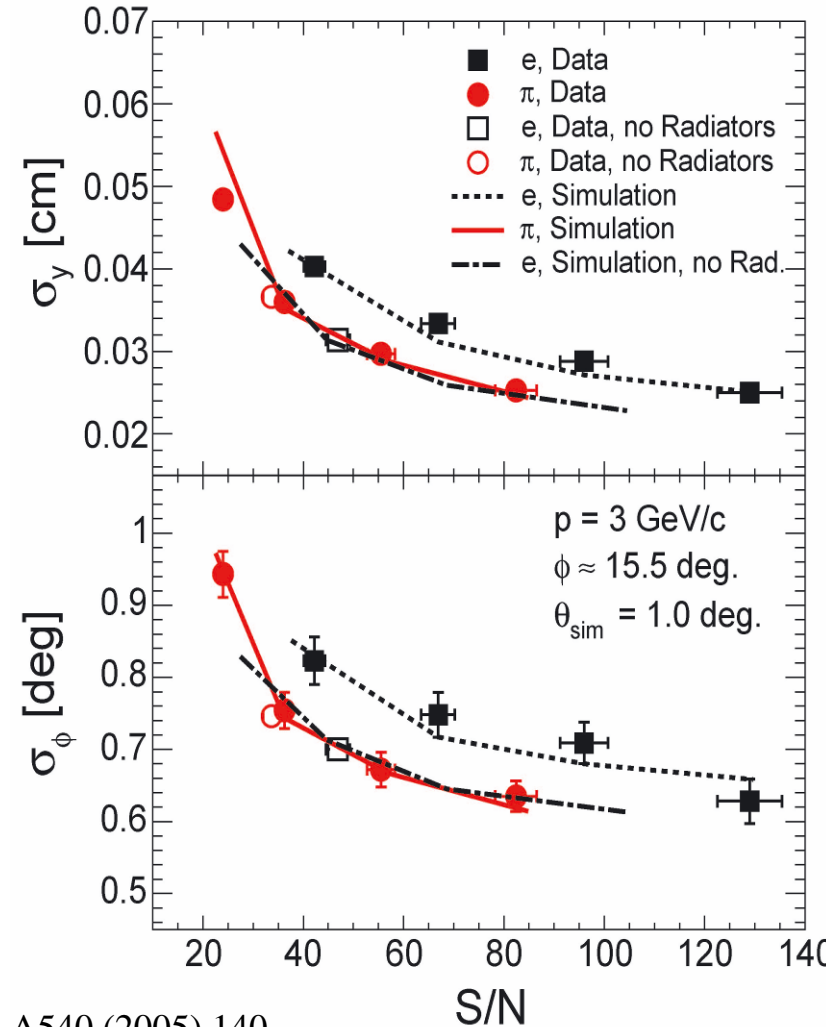 0.07
0.06
0.05
0.04
0.03
0.02
σy [cm]
e, Data
π, Data
e, Data, no Radiators
π, Data, no Radiators
e, Simulation
π, Simulation
e, Simulation, no Rad.
1
0.9
0.8
0.7
0.6
0.5
σϕ [deg]
p = 3 GeV/c
ϕ ≈ 15.5 deg.
θsim = 1.0 deg.
20 40 60 80 100 120 140
S/N
A540 (2005) 140